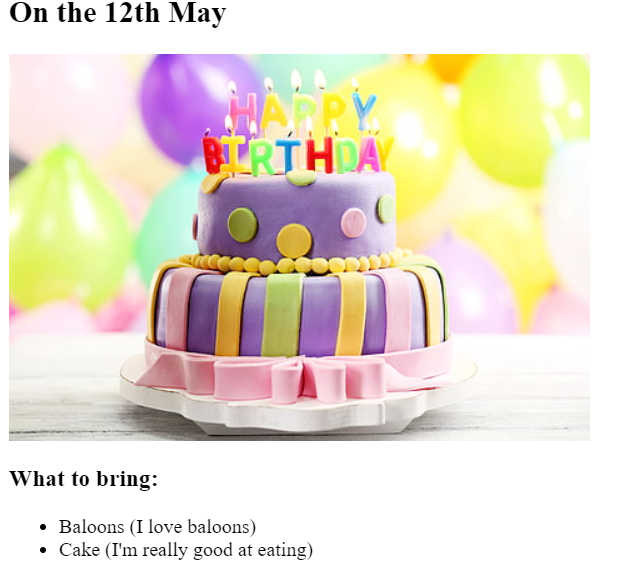 On the 12th May
HAPPY
BIRTHDAY
What to bring:
Baloons (I love baloons)
Cake (I'm really good at eating)